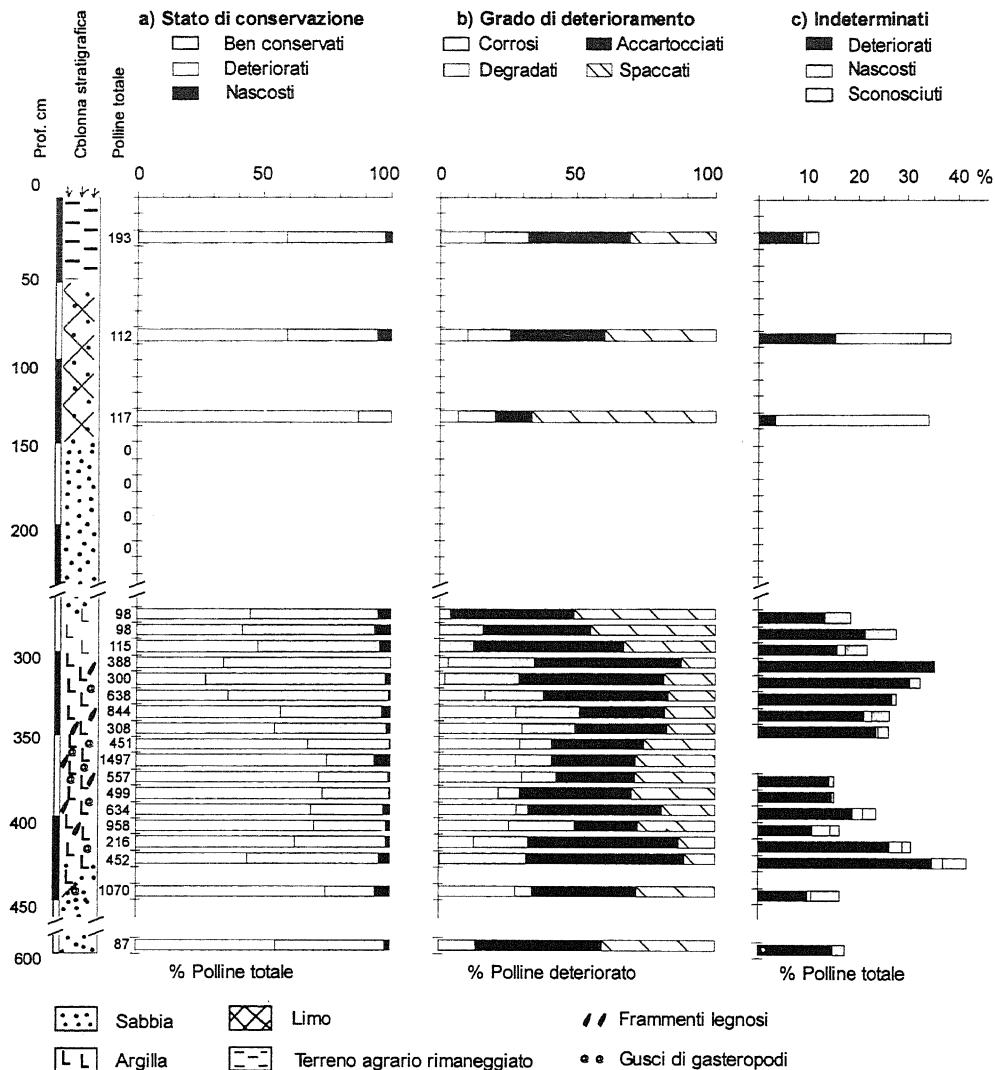 a) Stato di conservazione
Ben conservati
Deteriorati
Nascosti
b) Grado di deterioramento
Corrosi
Accartocciati
Degradati
Spaccati
c) Indeterminati
Deteriorati
Nascosti
Sconosciuti
Prof. cm
Colonna stratigrafica
Polline totale
0 50 100
0 50 100
10 20 30 40 %
0
50
100
150
200
300
350
400
450
600
193
112
117
0
0
0
0
98
98
115
388
300
638
844
308
451
1497
557
499
634
958
216
452
1070
87
% Polline totale
% Polline deteriorato
% Polline totale
Sabbia
Limo
Frammenti legnosi
Argilla
Terreno agrario rimaneggiato
Gusci di gasteropodi